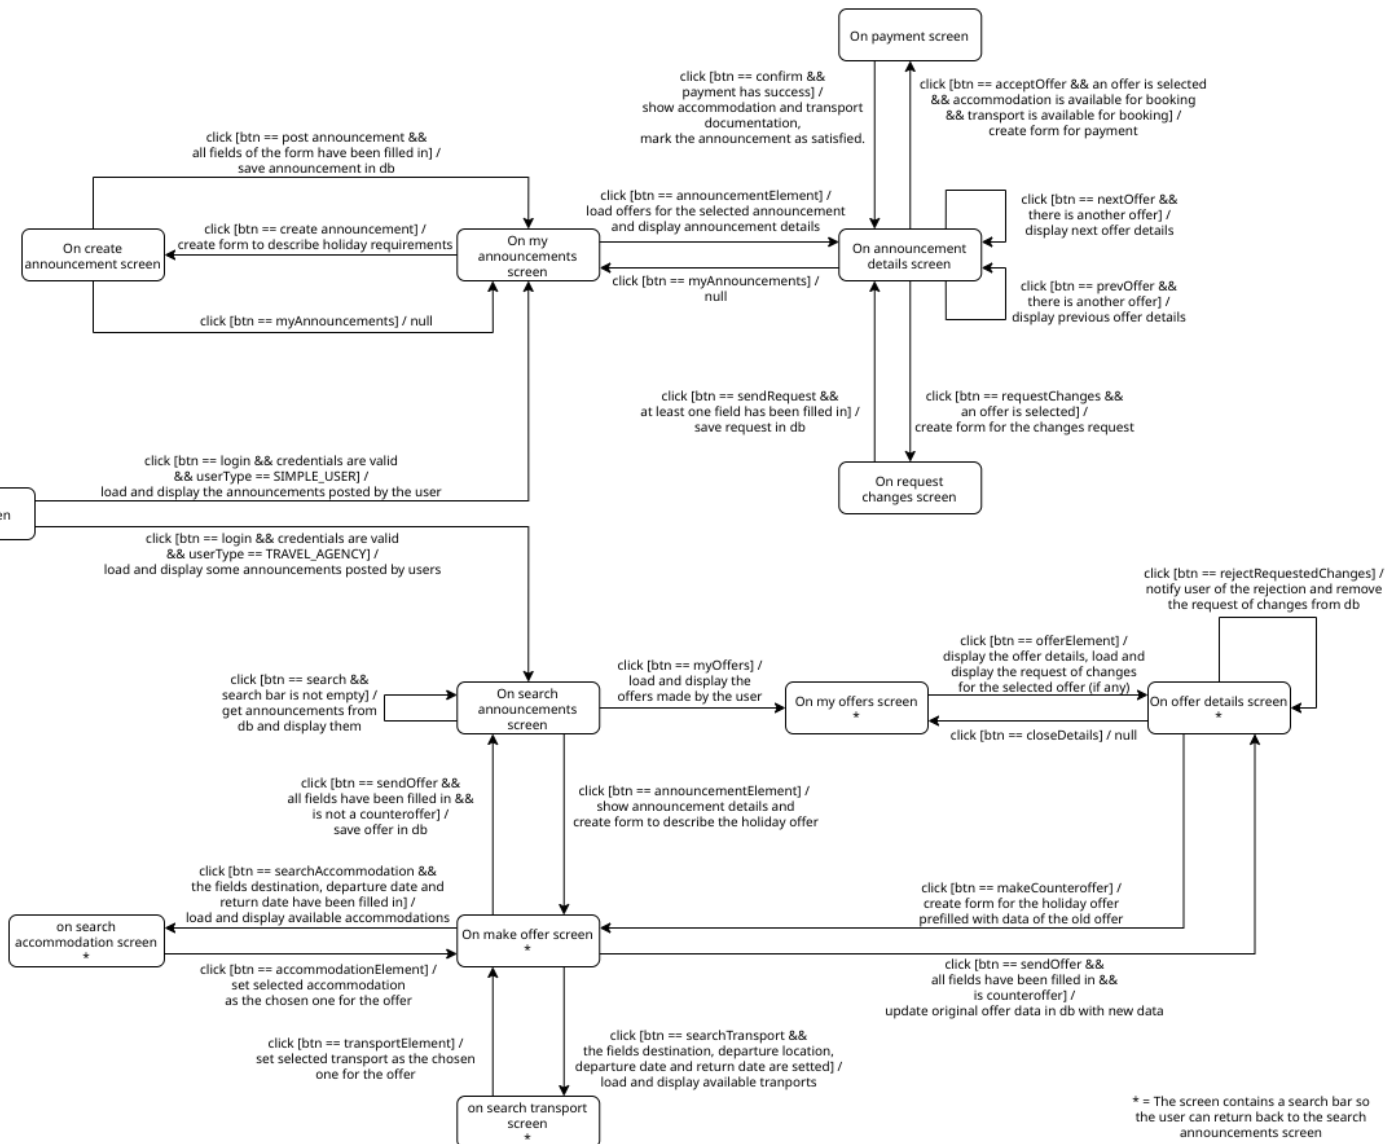 On payment screen
click [btn == confirm &&
payment has success] /
show accommodation and transport
documentation,
mark the announcement as satisfied.
click [btn == acceptOffer && an offer is selected
&& accommodation is available for booking
&& transport is available for booking] /
create form for payment
click [btn == post announcement &&
all fields of the form have been filled in] /
save announcement in db
click [btn == announcementElement] /
load offers for the selected announcement
and display announcement details
click [btn == nextOffer &&
there is another offer] /
display next offer details
click [btn == create announcement] /
create form to describe holiday requirements
On create
announcement screen
On my
announcements
screen
On announcement
details screen
click [btn == myAnnouncements] /
null
click [btn == prevOffer &&
there is another offer] /
display previous offer details
click [btn == myAnnouncements] / null
click [btn == sendRequest &&
at least one field has been filled in] /
save request in db
click [btn == requestChanges &&
an offer is selected] /
create form for the changes request
click [btn == login && credentials are valid
&& userType == SIMPLE_USER] /
load and display the announcements posted by the user
On request
changes screen
en
click [btn == login && credentials are valid
&& userType == TRAVEL_AGENCY] /
load and display some announcements posted by users
click [btn == rejectRequestedChanges] /
notify user of the rejection and remove
the request of changes from db
click [btn == offerElement] /
display the offer details, load and
display the request of changes
for the selected offer (if any)
click [btn == myOffers] /
load and display the
offers made by the user
click [btn == search &&
search bar is not empty] /
get announcements from
db and display them
On search
announcements
screen
On my offers screen
*
On offer details screen
*
click [btn == closeDetails] / null
click [btn == sendOffer &&
all fields have been filled in &&
is not a counteroffer] /
save offer in db
click [btn == announcementElement] /
show announcement details and
create form to describe the holiday offer
click [btn == searchAccommodation &&
the fields destination, departure date and
return date have been filled in] /
load and display available accommodations
click [btn == makeCounteroffer] /
create form for the holiday offer
prefilled with data of the old offer
on search
accommodation screen
*
On make offer screen
*
click [btn == accommodationElement] /
set selected accommodation
as the chosen one for the offer
click [btn == sendOffer &&
all fields have been filled in &&
is counteroffer] /
update original offer data in db with new data
click [btn == transportElement] /
set selected transport as the chosen
one for the offer
click [btn == searchTransport &&
the fields destination, departure location,
departure date and return date are setted] /
load and display available tranports
on search transport
screen
*
* = The screen contains a search bar so
the user can return back to the search
announcements screen